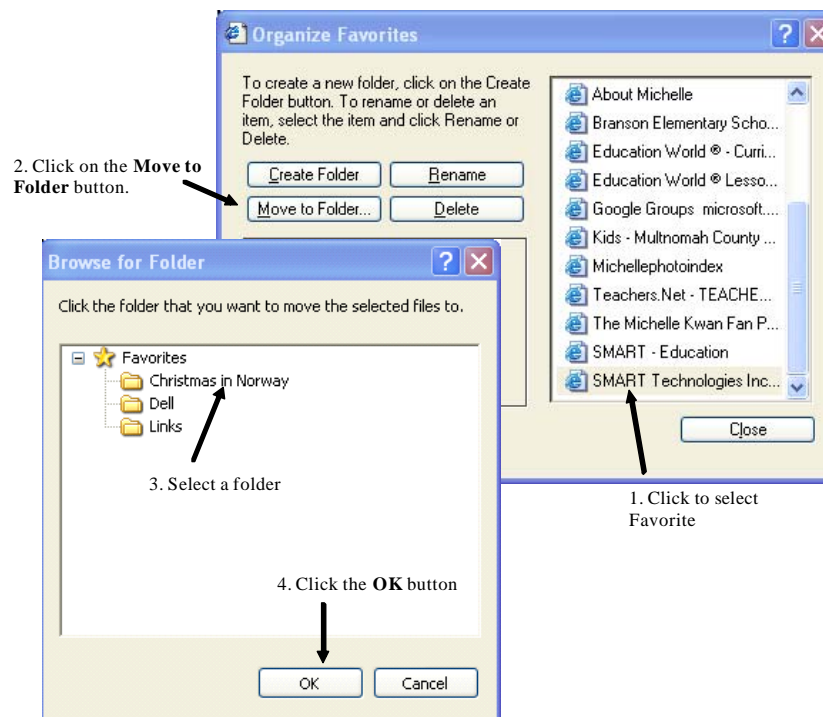 Organize Favorites
To create a new folder, click on the Create
Folder button. To rename or delete an
item, select the item and click Rename or
Delete.
Create Folder
Rename
Move to Folder...
Delete
About Michelle
Branson Elementary Scho...
Education World ® - Curri...
Education World ® Lesso...
Google Groups microsoft....
Kids - Multnomah County ...
Michellephotoindex
Teachers.Net - TEACHE...
The Michelle Kwan Fan P...
SMART - Education
SMART Technologies Inc...
Close
2. Click on the Move to
Folder button.
Browse for Folder
Click the folder that you want to move the selected files to.
Favorites
Christmas in Norway
Dell
Links
3. Select a folder
1. Click to select
Favorite
4. Click the OK button
OK
Cancel